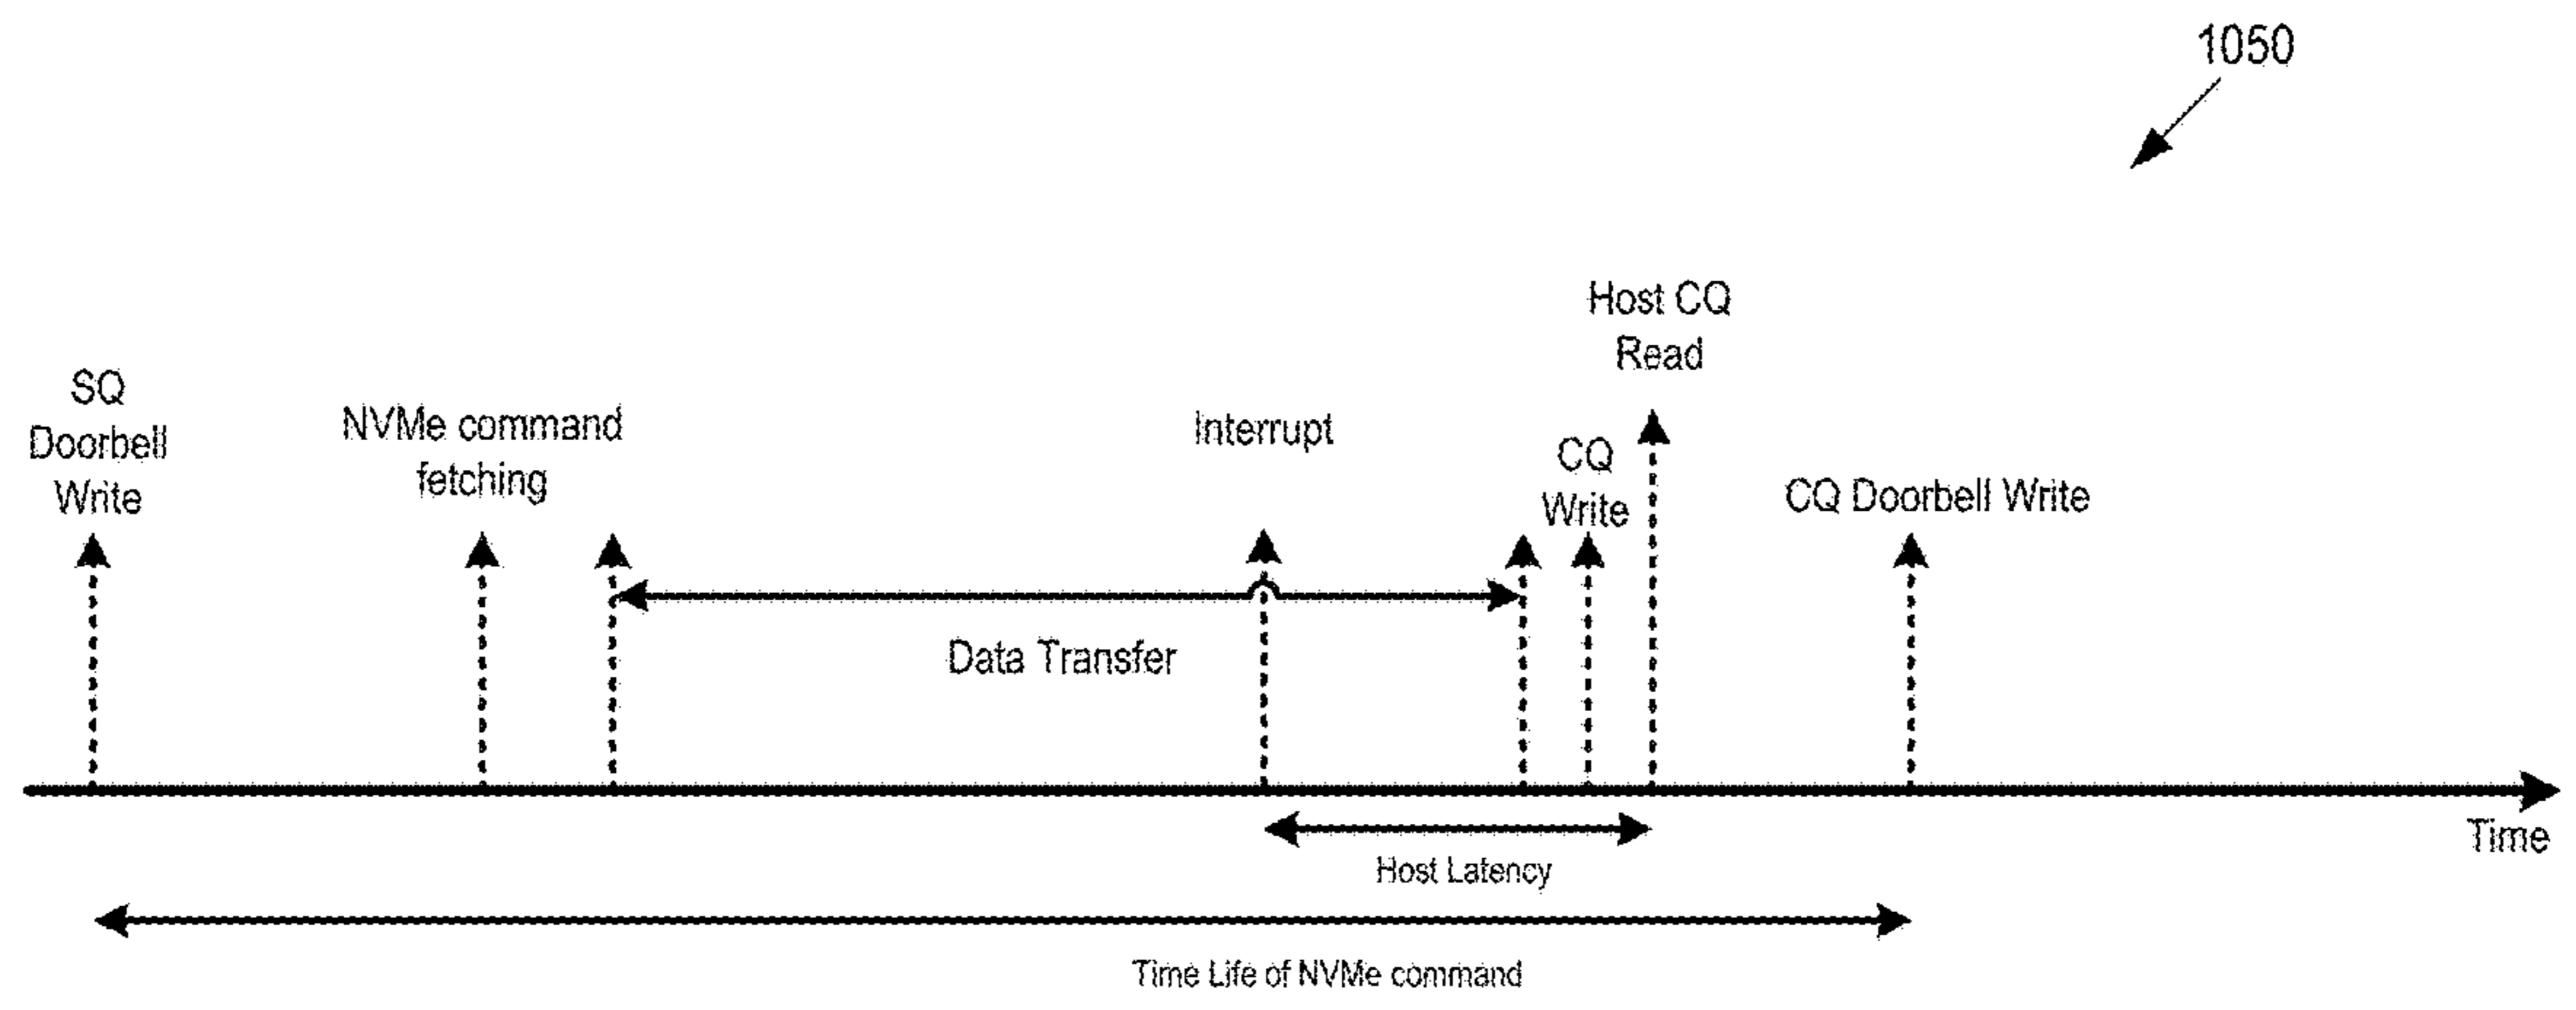 1050
Host CQ
Read
SQ
Doorbell
Write
NVMe command
fetching
Interrupt
CQ
Write
CQ Doorbell Write
Data Transfer
Time
Host Latency
Time Life of NVMe command